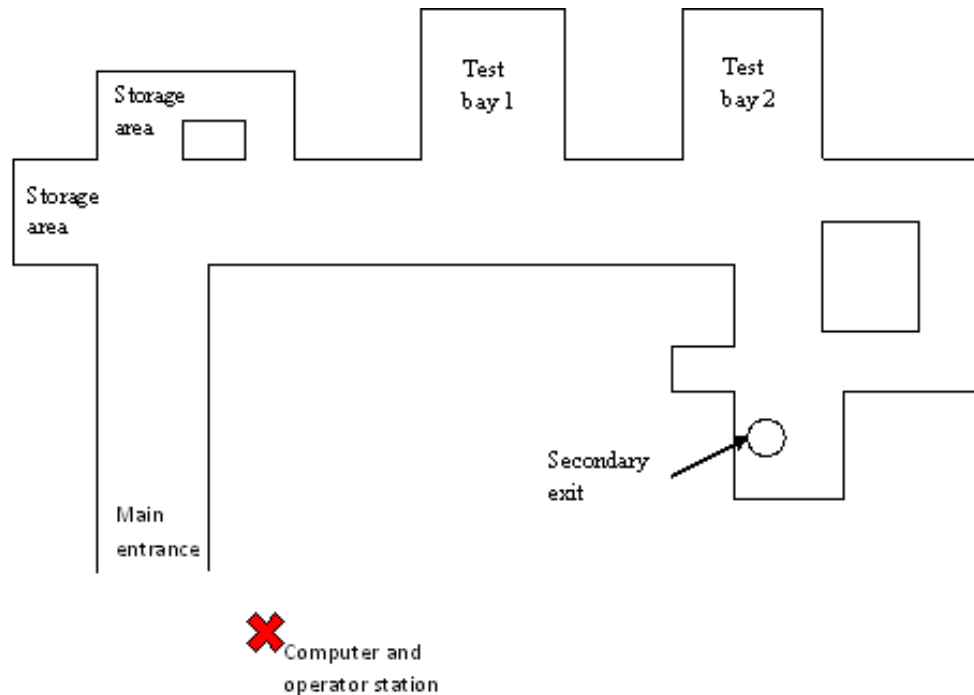 Storage
area
Test
bay 1
Test
bay 2
Storage
area
Secondary
exit
Main
entrance
Computer and
operator station